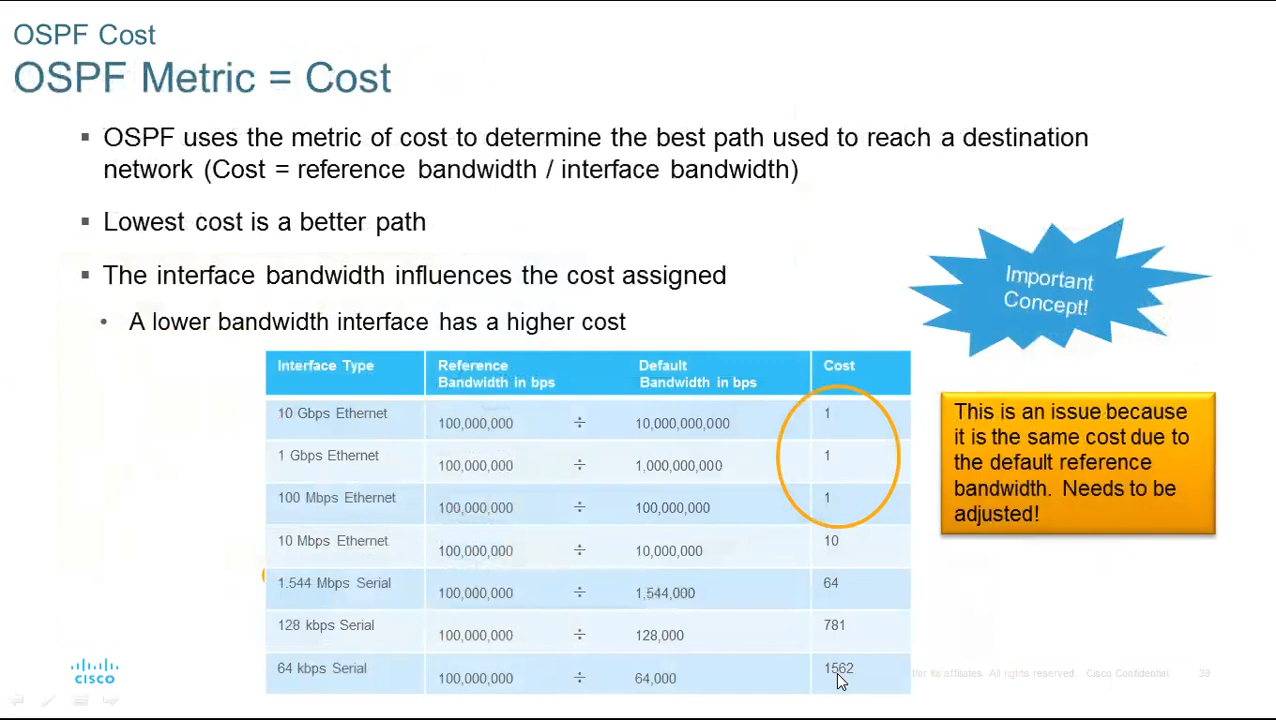 OSPF Cost
OSPF Metric = Cost
▪ OSPF uses the metric of cost to determine the best path used to reach a destination
network (Cost = reference bandwidth / interface bandwidth)
▪ Lowest cost is a better path
▪ The interface bandwidth influences the cost assigned
• A lower bandwidth interface has a higher cost
Important
Concept!
Interface Type Reference Bandwidth in bps Default Bandwidth in bps Cost
10 Gbps Ethernet 100,000,000 ÷ 10,000,000,000 1
1 Gbps Ethernet 100,000,000 ÷ 1,000,000,000 1
100 Mbps Ethernet 100,000,000 ÷ 100,000,000 1
10 Mbps Ethernet 100,000,000 ÷ 10,000,000 10
1.544 Mbps Serial 100,000,000 ÷ 1,544,000 64
128 kbps Serial 100,000,000 ÷ 128,000 781
64 kbps Serial 100,000,000 ÷ 64,000 1562
This is an issue because
it is the same cost due to
the default reference
bandwidth. Needs to be
adjusted!
CISCO
/or its affiliates. All rights reserved. Cisco Confidential 39